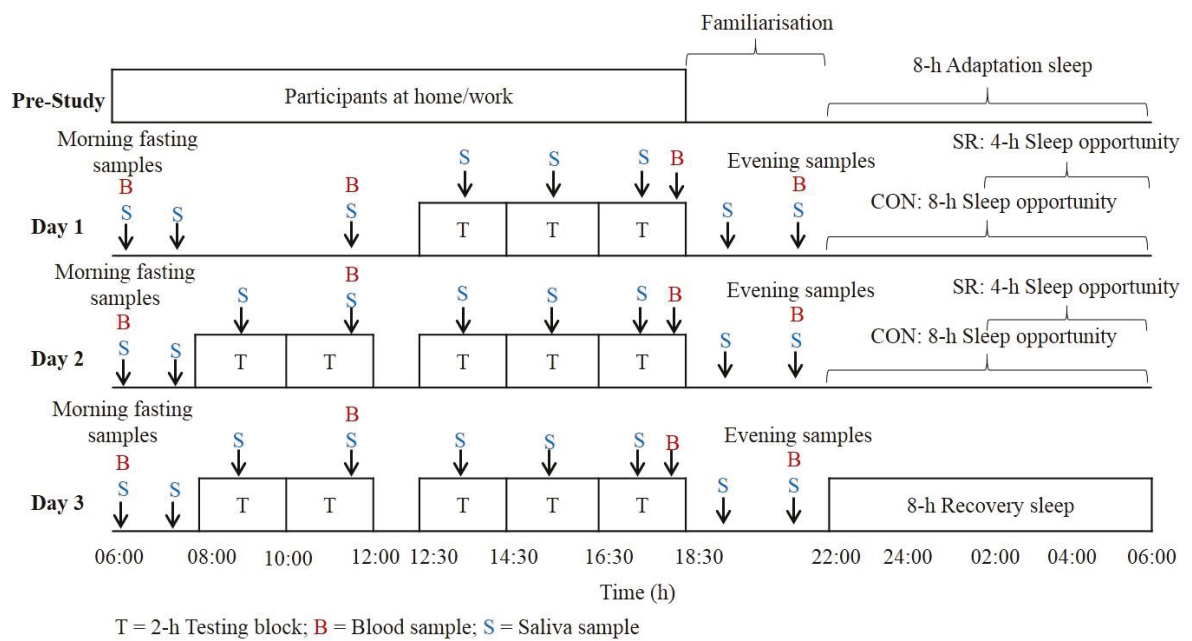 Familiarisation
8-h Adaptation sleep
Pre-Study
Participants at home/work
Morning fasting
samples
B
S
S
B
S
S
S
S
B
Evening samples
S
B
S
SR: 4-h Sleep opportunity
CON: 8-h Sleep opportunity
Day 1
T
T
T
Morning fasting
samples
B
S
S
S
B
S
S
S
S
B
Evening samples
S
B
S
SR: 4-h Sleep opportunity
CON: 8-h Sleep opportunity
Day 2
T
T
T
T
T
Morning fasting
samples
B
S
S
S
B
S
S
S
S
B
Evening samples
S
B
S
Day 3
T
T
T
T
T
8-h Recovery sleep
06:00 08:00 10:00 12:00 12:30 14:30 16:30 18:30 22:00 24:00 02:00 04:00 06:00
Time (h)
T = 2-h Testing block; B = Blood sample; S = Saliva sample